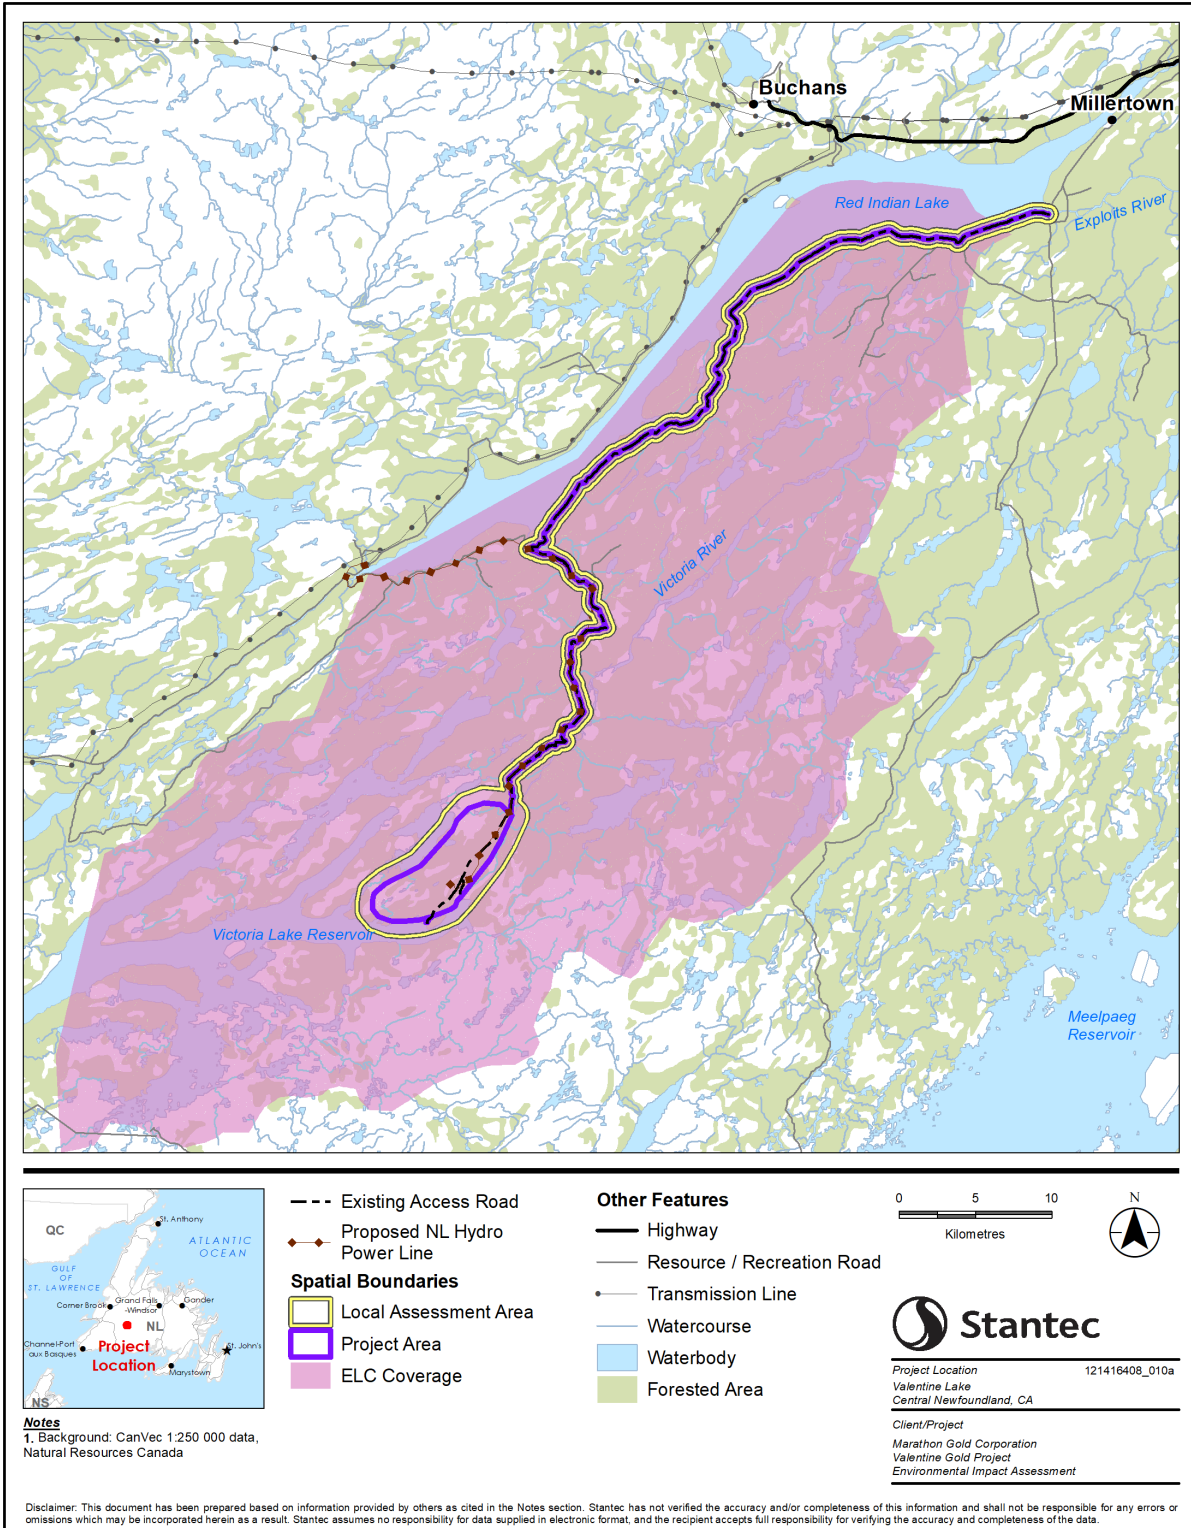 Buchans
Millertown
Red Indian Lake
Exploits River
Victoria River
Victoria Lake Reservoir
Meelpaeg
Reservoir
QC
St. Anthony
ATLANTIC
OCEAN
GULF
OF
ST. LAWRENCE
Corner Brook
Grand Falls
-Windsor
Gander
NL
Project
Location
Channel-Port
aux Basques
St. John's
Marystown
NS
Notes
1. Background: CanVec 1:250 000 data,
Natural Resources Canada
Existing Access Road
Proposed NL Hydro
Power Line
Spatial Boundaries
Local Assessment Area
Project Area
ELC Coverage
Other Features
Highway
Resource / Recreation Road
Transmission Line
Watercourse
Waterbody
Forested Area
0 5 10
Kilometres
N
Stantec
Project Location 121416408_010a
Valentine Lake
Central Newfoundland, CA
Client/Project
Marathon Gold Corporation
Valentine Gold Project
Environmental Impact Assessment
Disclaimer: This document has been prepared based on information provided by others as cited in the Notes section. Stantec has not verified the accuracy and/or completeness of this information and shall not be responsible for any errors or
omissions which may be incorporated herein as a result. Stantec assumes no responsibility for data supplied in electronic format, and the recipient accepts full responsibility for verifying the accuracy and completeness of the data.